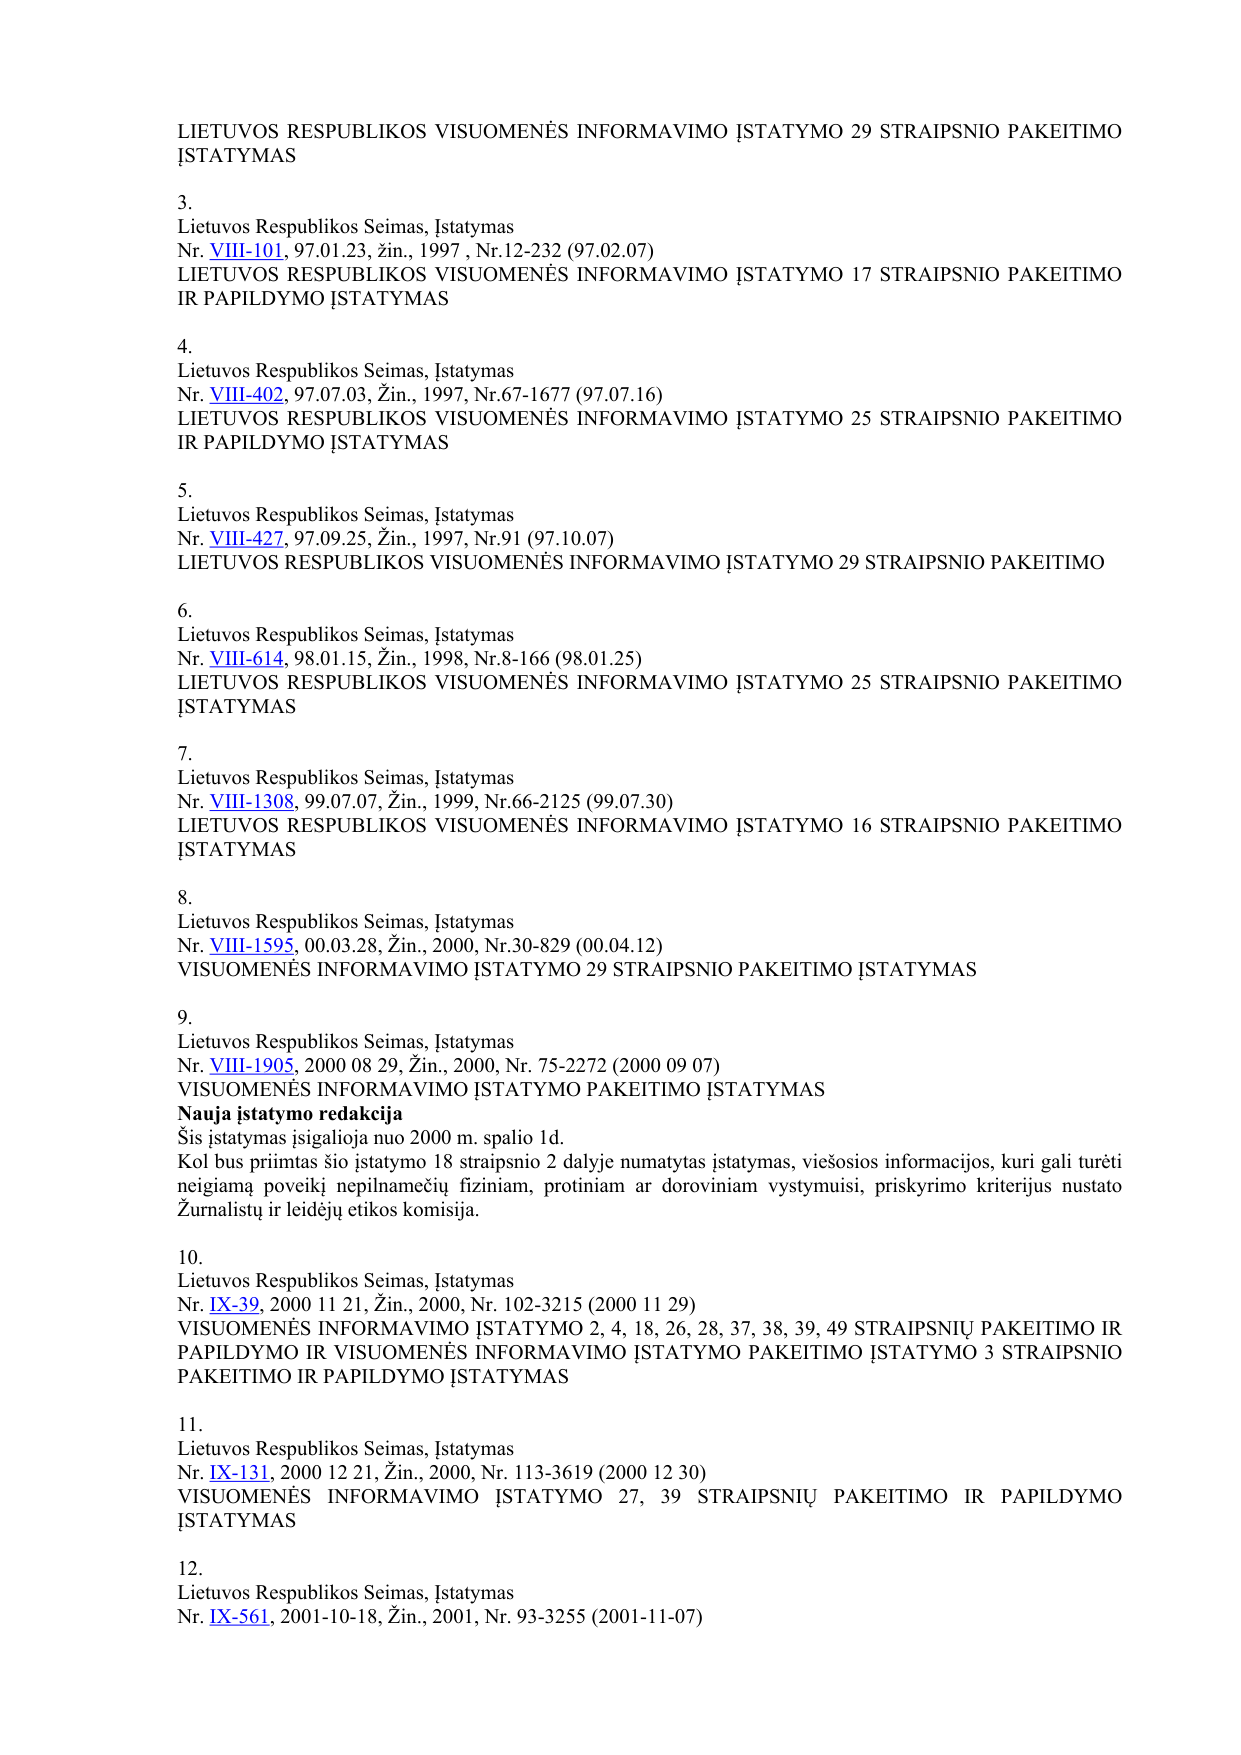 LIETUVOS RESPUBLIKOS VISUOMENĖS INFORMAVIMO ĮSTATYMO 29 STRAIPSNIO PAKEITIMO
ĮSTATYMAS
3.
Lietuvos Respublikos Seimas, Įstatymas
Nr. VIII-101, 97.01.23, žin., 1997 , Nr.12-232 (97.02.07)
LIETUVOS RESPUBLIKOS VISUOMENĖS INFORMAVIMO ĮSTATYMO 17 STRAIPSNIO PAKEITIMO
IR PAPILDYMO ĮSTATYMAS
4.
Lietuvos Respublikos Seimas, Įstatymas
Nr. VIII-402, 97.07.03, Žin., 1997, Nr.67-1677 (97.07.16)
LIETUVOS RESPUBLIKOS VISUOMENĖS INFORMAVIMO ĮSTATYMO 25 STRAIPSNIO PAKEITIMO
IR PAPILDYMO ĮSTATYMAS
5.
Lietuvos Respublikos Seimas, Įstatymas
Nr. VIII-427, 97.09.25, Žin., 1997, Nr.91 (97.10.07)
LIETUVOS RESPUBLIKOS VISUOMENĖS INFORMAVIMO ĮSTATYMO 29 STRAIPSNIO PAKEITIMO
6.
Lietuvos Respublikos Seimas, Įstatymas
Nr. VIII-614, 98.01.15, Žin., 1998, Nr.8-166 (98.01.25)
LIETUVOS RESPUBLIKOS VISUOMENĖS INFORMAVIMO ĮSTATYMO 25 STRAIPSNIO PAKEITIMO
ĮSTATYMAS
7.
Lietuvos Respublikos Seimas, Įstatymas
Nr. VIII-1308, 99.07.07, Žin., 1999, Nr.66-2125 (99.07.30)
LIETUVOS RESPUBLIKOS VISUOMENĖS INFORMAVIMO ĮSTATYMO 16 STRAIPSNIO PAKEITIMO
ĮSTATYMAS
8.
Lietuvos Respublikos Seimas, Įstatymas
Nr. VIII-1595, 00.03.28, Žin., 2000, Nr.30-829 (00.04.12)
VISUOMENĖS INFORMAVIMO ĮSTATYMO 29 STRAIPSNIO PAKEITIMO ĮSTATYMAS
9.
Lietuvos Respublikos Seimas, Įstatymas
Nr. VIII-1905, 2000 08 29, Žin., 2000, Nr. 75-2272 (2000 09 07)
VISUOMENĖS INFORMAVIMO ĮSTATYMO PAKEITIMO ĮSTATYMAS
Nauja įstatymo redakcija
Šis įstatymas įsigalioja nuo 2000 m. spalio 1d.
Kol bus priimtas šio įstatymo 18 straipsnio 2 dalyje numatytas įstatymas, viešosios informacijos, kuri gali turėti
neigiamą poveikį nepilnamečių fiziniam, protiniam ar doroviniam vystymuisi, priskyrimo kriterijus nustato
Žurnalistų ir leidėjų etikos komisija.
10.
Lietuvos Respublikos Seimas, Įstatymas
Nr. IX-39, 2000 11 21, Žin., 2000, Nr. 102-3215 (2000 11 29)
VISUOMENĖS INFORMAVIMO ĮSTATYMO 2, 4, 18, 26, 28, 37, 38, 39, 49 STRAIPSNIŲ PAKEITIMO IR
PAPILDYMO IR VISUOMENĖS INFORMAVIMO ĮSTATYMO PAKEITIMO ĮSTATYMO 3 STRAIPSNIO
PAKEITIMO IR PAPILDYMO ĮSTATYMAS
11.
Lietuvos Respublikos Seimas, Įstatymas
Nr. IX-131, 2000 12 21, Žin., 2000, Nr. 113-3619 (2000 12 30)
VISUOMENĖS INFORMAVIMO ĮSTATYMO 27, 39 STRAIPSNIŲ PAKEITIMO IR PAPILDYMO
ĮSTATYMAS
12.
Lietuvos Respublikos Seimas, Įstatymas
Nr. IX-561, 2001-10-18, Žin., 2001, Nr. 93-3255 (2001-11-07)